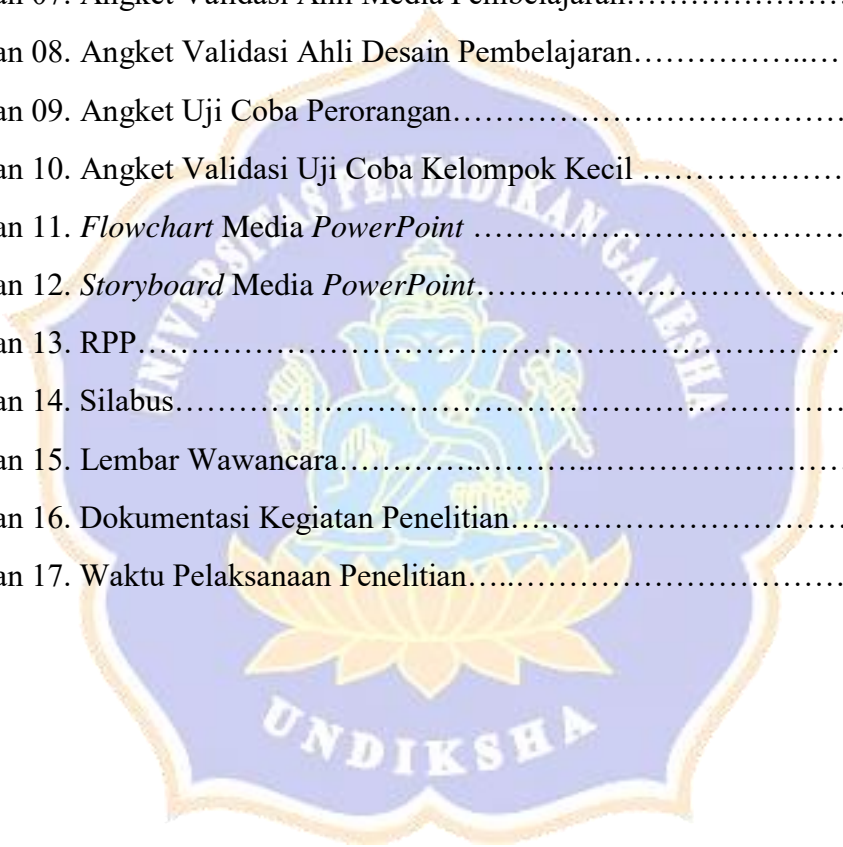 an 07. Angket Validasi Ahli Media Pembelajaran……………………
an 08. Angket Validasi Ahli Desain Pembelajaran……………..…
an 09. Angket Uji Coba Perorangan…………………………………
an 10. Angket Validasi Uji Coba Kelompok Kecil ………………
an 11. Flowchart Media PowerPoint ………………………………
an 12. Storyboard Media PowerPoint………………………………
an 13. RPP……………………………………………………………
an 14. Silabus…………………………………………………………
an 15. Lembar Wawancara…………..………..……………………
an 16. Dokumentasi Kegiatan Penelitian……………………………
an 17. Waktu Pelaksanaan Penelitian…..……………………………
UNIVERSITAS PENDIDIKAN GANESHA
UNDIKSHA